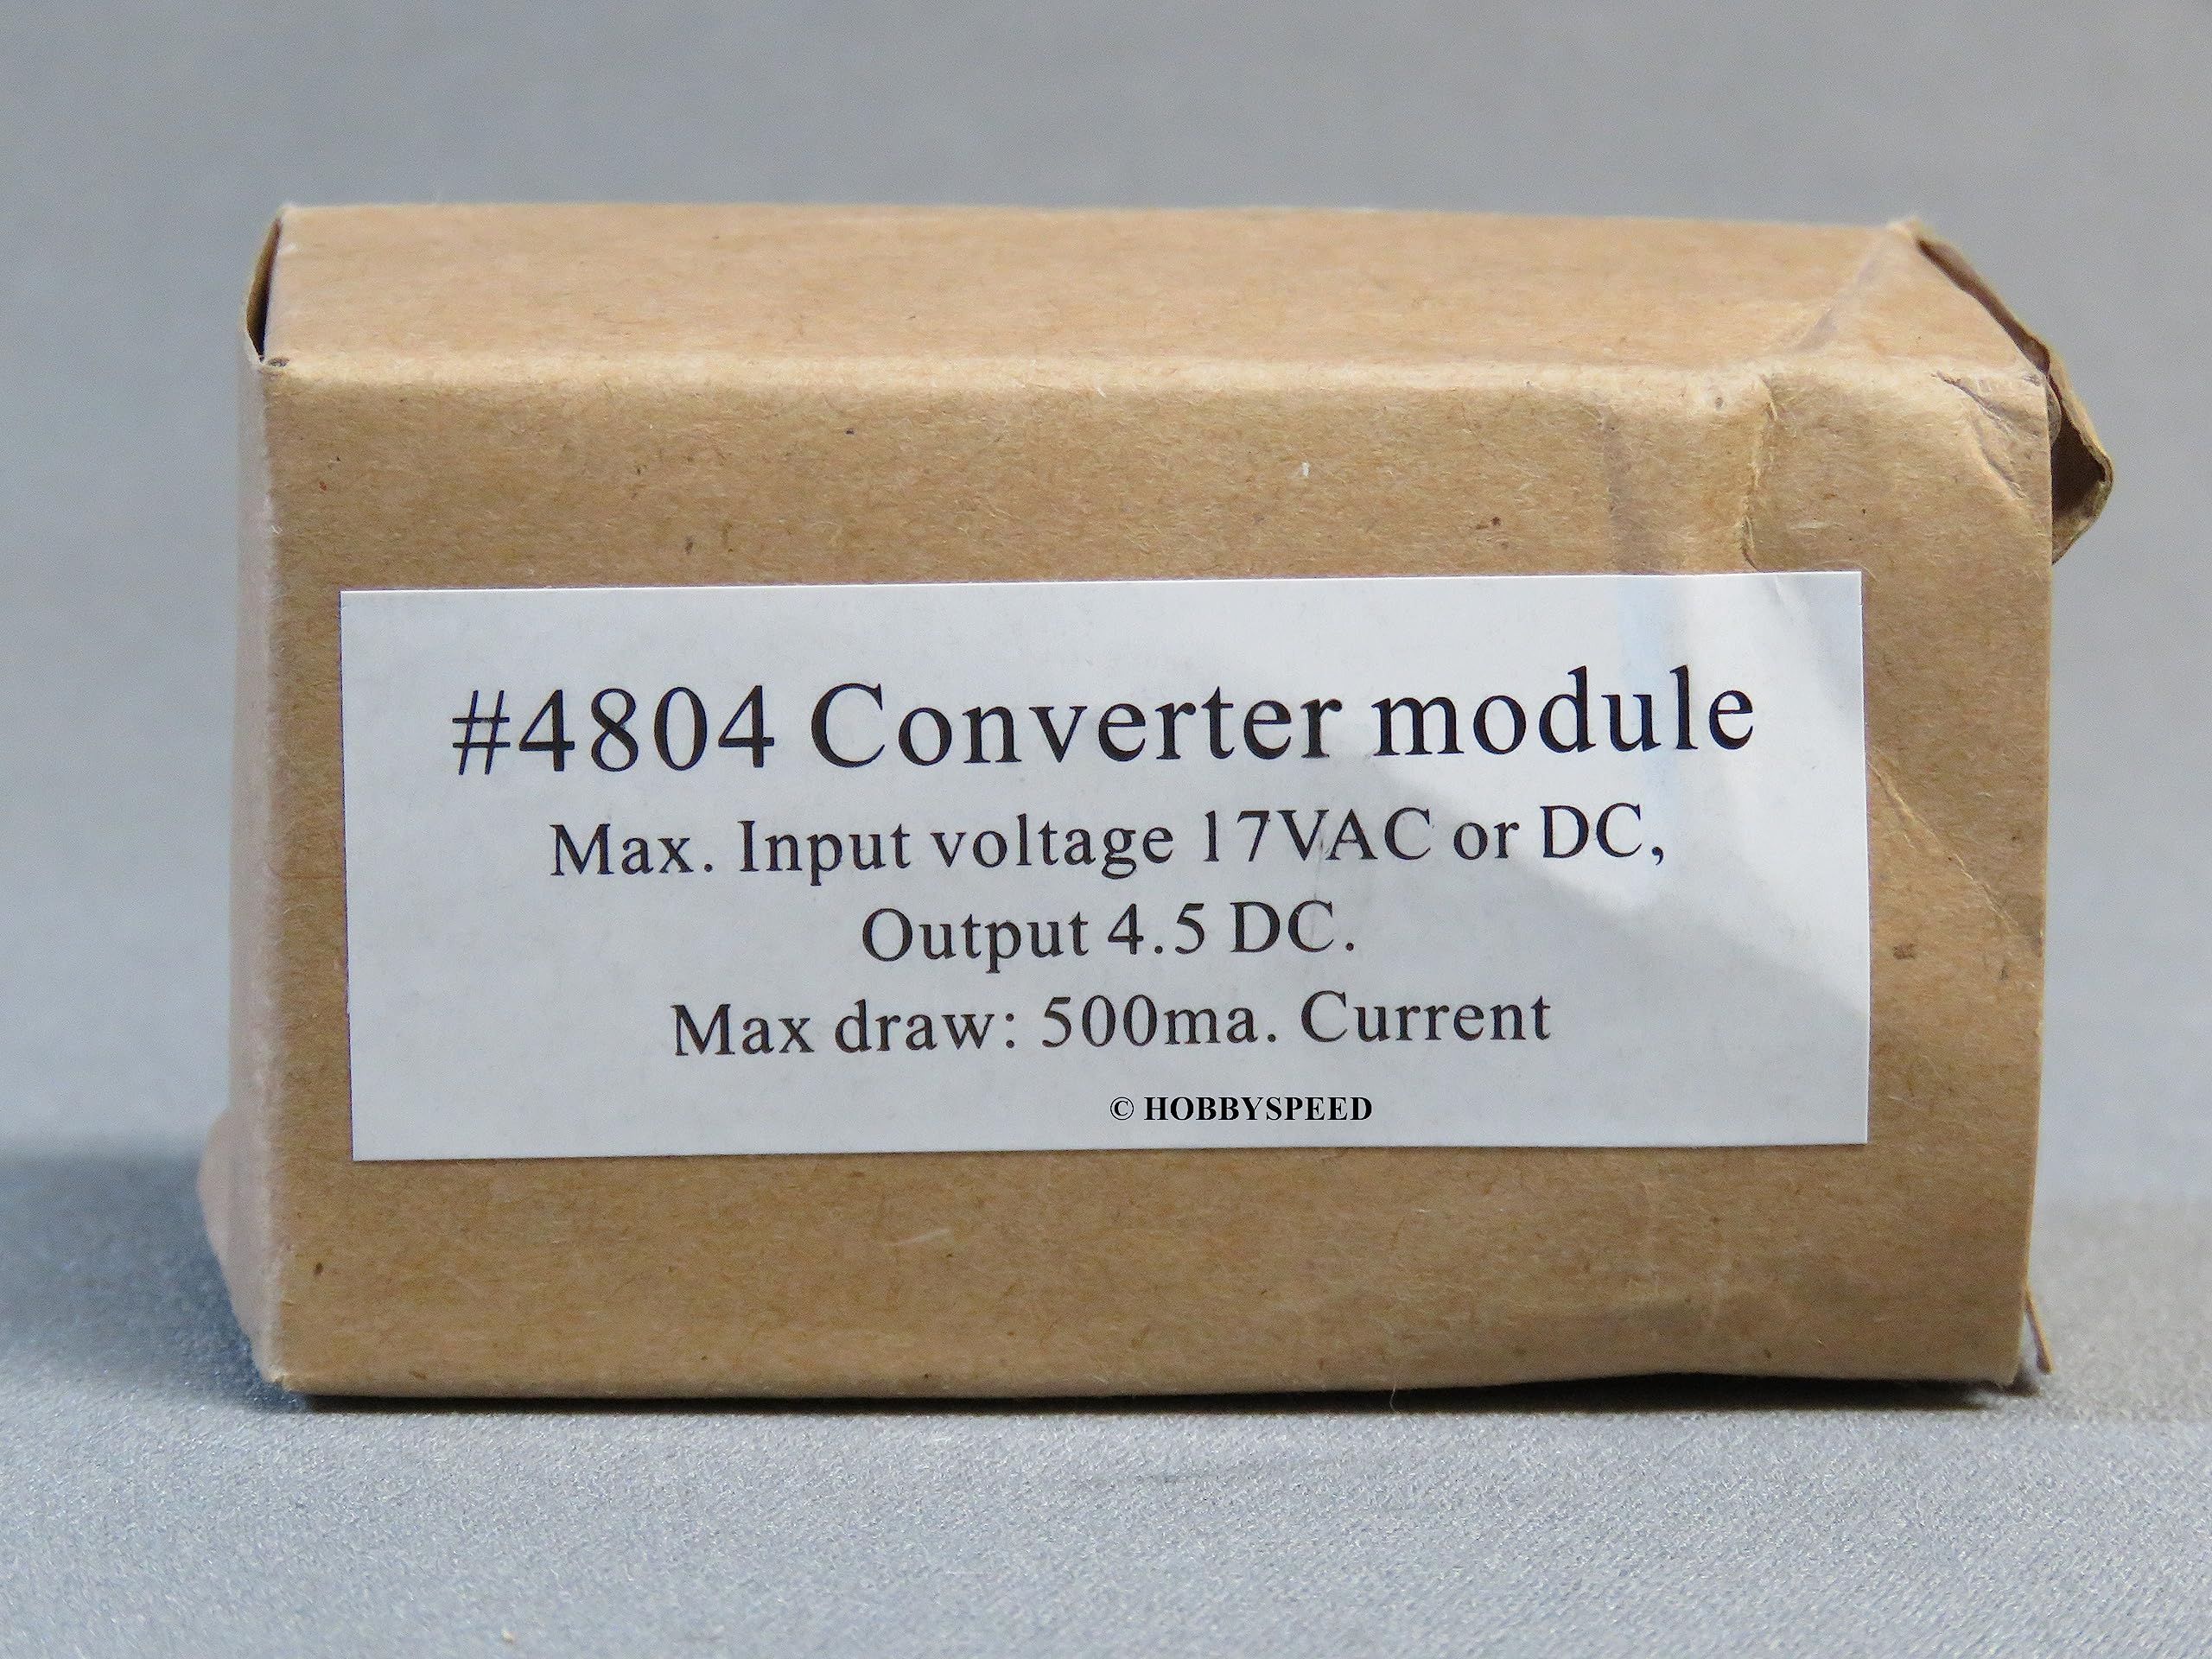 #4804 Converter module
Max. Input voltage 17VAC or DC,
Output 4.5 DC.
Max draw: 500ma. Current
© HOBBYSPEED